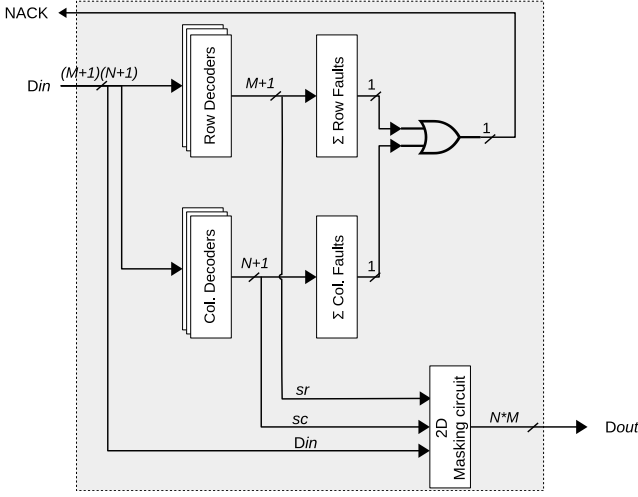 NACK
(M+1)(N+1)
Din
Row Decoders
M+1
Σ Row Faults
1
1
Col. Decoders
N+1
Σ Col. Faults
1
sr
sc
Din
2D
Masking circuit
N*M
Dout